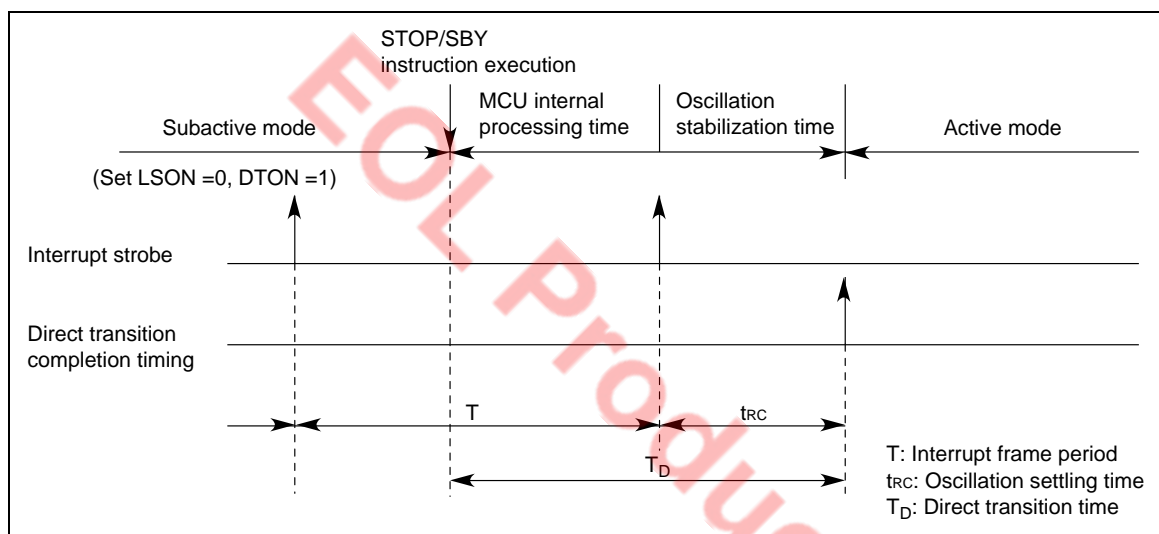 STOP/SBY
instruction execution
Subactive mode
MCU internal
processing time
Oscillation
stabilization time
Active mode
(Set LSON =0, DTON =1)
Interrupt strobe
Direct transition
completion timing
T
tRC
TD
T: Interrupt frame period
tRC: Oscillation settling time
TD: Direct transition time
EOL Produc